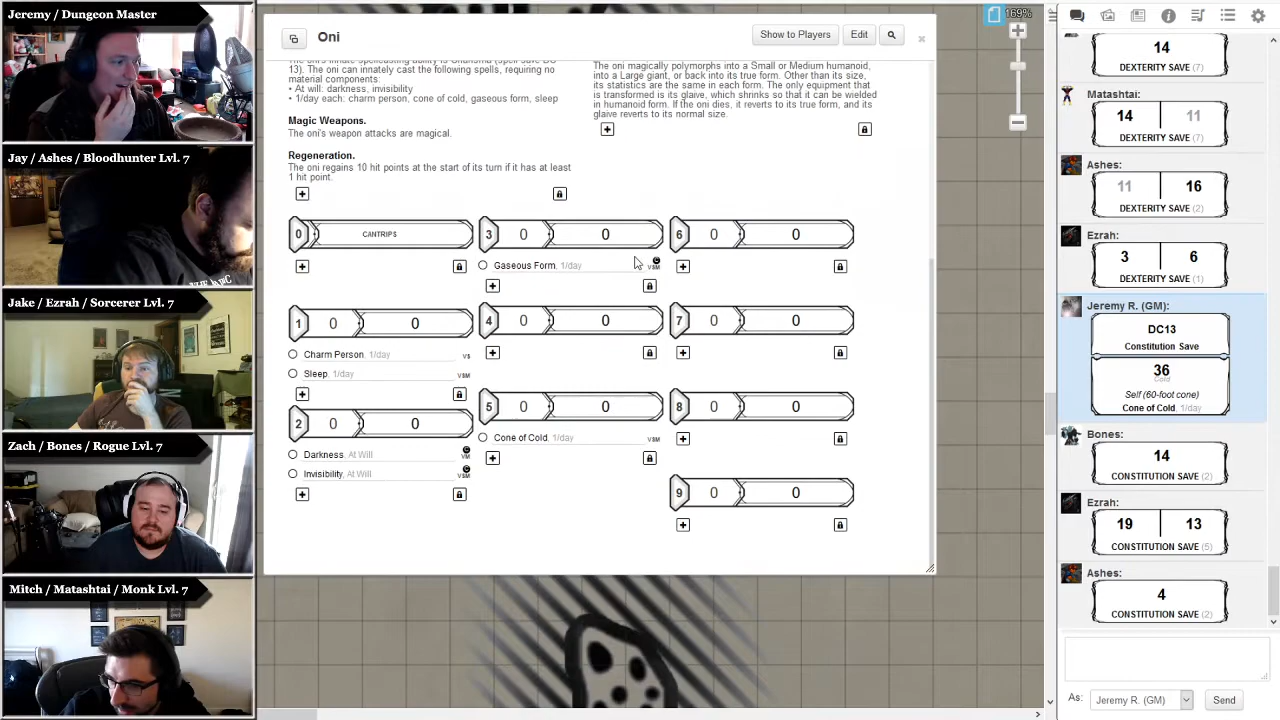 Jeremy / Dungeon Master
Jay / Ashes / Bloodhunter Lvl. 7
Jake / Ezrah / Sorcerer Lvl. 7
Zach / Bones / Rogue Lvl. 7
Mitch / Matashtai / Monk Lvl. 7
Oni
Show to Players
Edit
13). The oni can innately cast the following spells, requiring no
material components:
• At will: darkness, invisibility
• 1/day each: charm person, cone of cold, gaseous form, sleep
Magic Weapons.
The oni's weapon attacks are magical.
Regeneration.
The oni regains 10 hit points at the start of its turn if it has at least
1 hit point.
The oni magically polymorphs into a Small or Medium humanoid,
into a Large giant, or back into its true form. Other than its size,
its statistics are the same in each form. The only equipment
that is transformed is its glaive, which shrinks so that it can be wielded
in humanoid form. If the oni dies, it reverts to its true form, and its
glaive reverts to its normal size.
0 CANTRIPS
1 0 0
Charm Person, 1/day VS
Sleep, 1/day VSM
2 0 0
Darkness, At Will C VM
Invisibility, At Will C VSM
3 0 0
Gaseous Form, 1/day C VSM
4 0 0
5 0 0
Cone of Cold, 1/day VSM
6 0 0
7 0 0
8 0 0
9 0 0
169%
14
DEXTERITY SAVE (7)
Matashtai:
14 11
DEXTERITY SAVE (7)
Ashes:
11 16
DEXTERITY SAVE (2)
Ezrah:
3 6
DEXTERITY SAVE (1)
Jeremy R. (GM):
DC13
Constitution Save
36
Cold
Self (60-foot cone)
Cone of Cold, 1/day
Bones:
14
CONSTITUTION SAVE (2)
Ezrah:
19 13
CONSTITUTION SAVE (5)
Ashes:
4
CONSTITUTION SAVE (2)
As: Jeremy R. (GM) Send